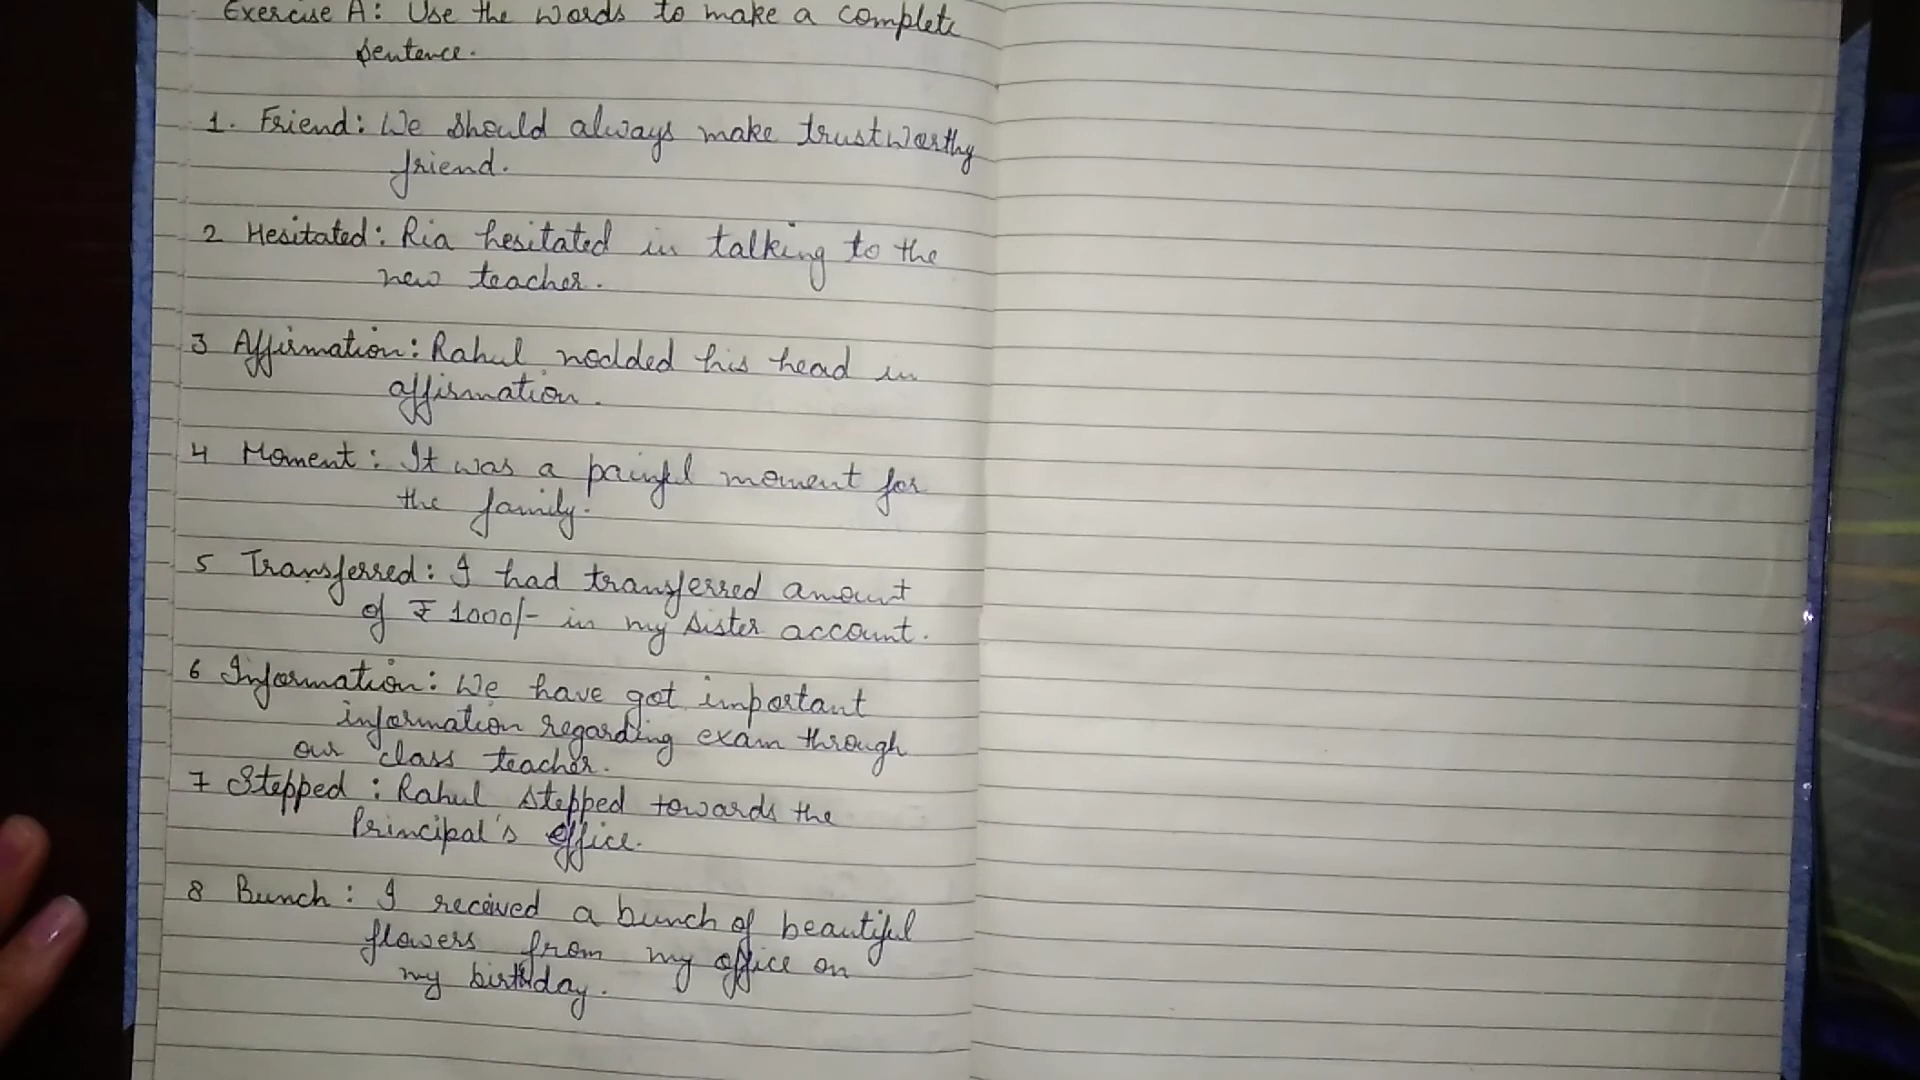 Exercise A: Use the words to make a complete
sentence.
1. Friend: We should always make trustworthy
friend.
2 Hesitated: Ria hesitated in talking to the
new teacher.
3 Affirmation: Rahul nodded his head in
affirmation.
4 Moment: It was a painful moment for
the family.
5 Transferred: I had transferred amount
of ₹ 1000/- in my sister account.
6 Information: We have got important
information regarding exam through
our class teacher.
7 Stepped: Rahul stepped towards the
Principal's office.
8 Bunch: I received a bunch of beautiful
flowers from my office on
my birthday.